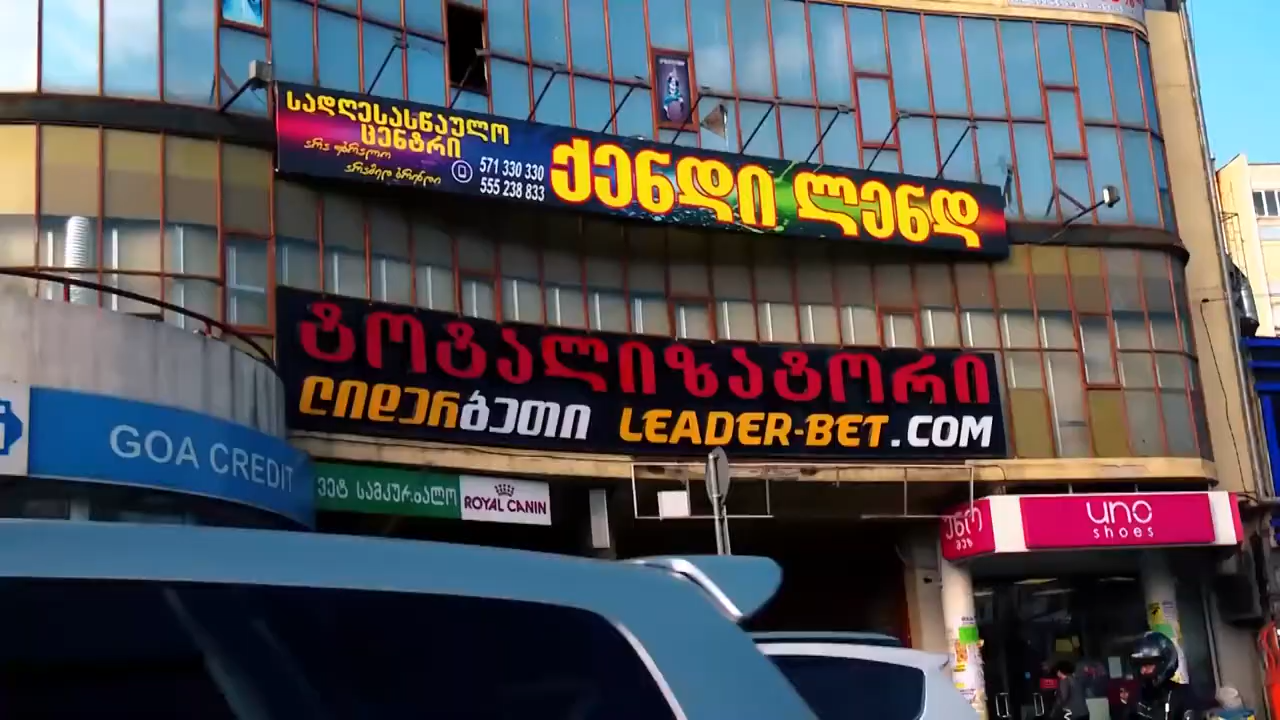 სადღესასწაულო
ცენტრი
571 330 330
555 238 833
ქენდი ლენდ
ტოტალიზატორი
ლიდერბეთი LEADER-BET.COM
GOA CREDIT
ვეტ სამკურნალო
ROYAL CANIN
უნო
uno
shoes